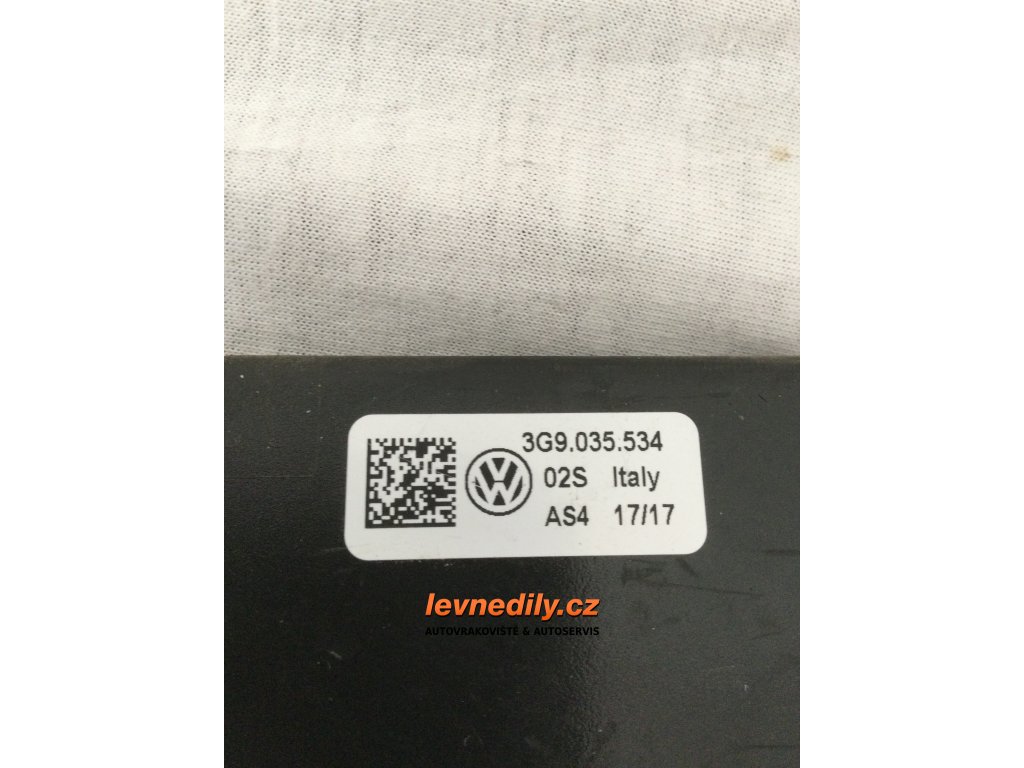 3G9.035.534
02S Italy
AS4 17/17
levnedily.cz
AUTOVRAKOVIŠTĚ & AUTOSERVIS